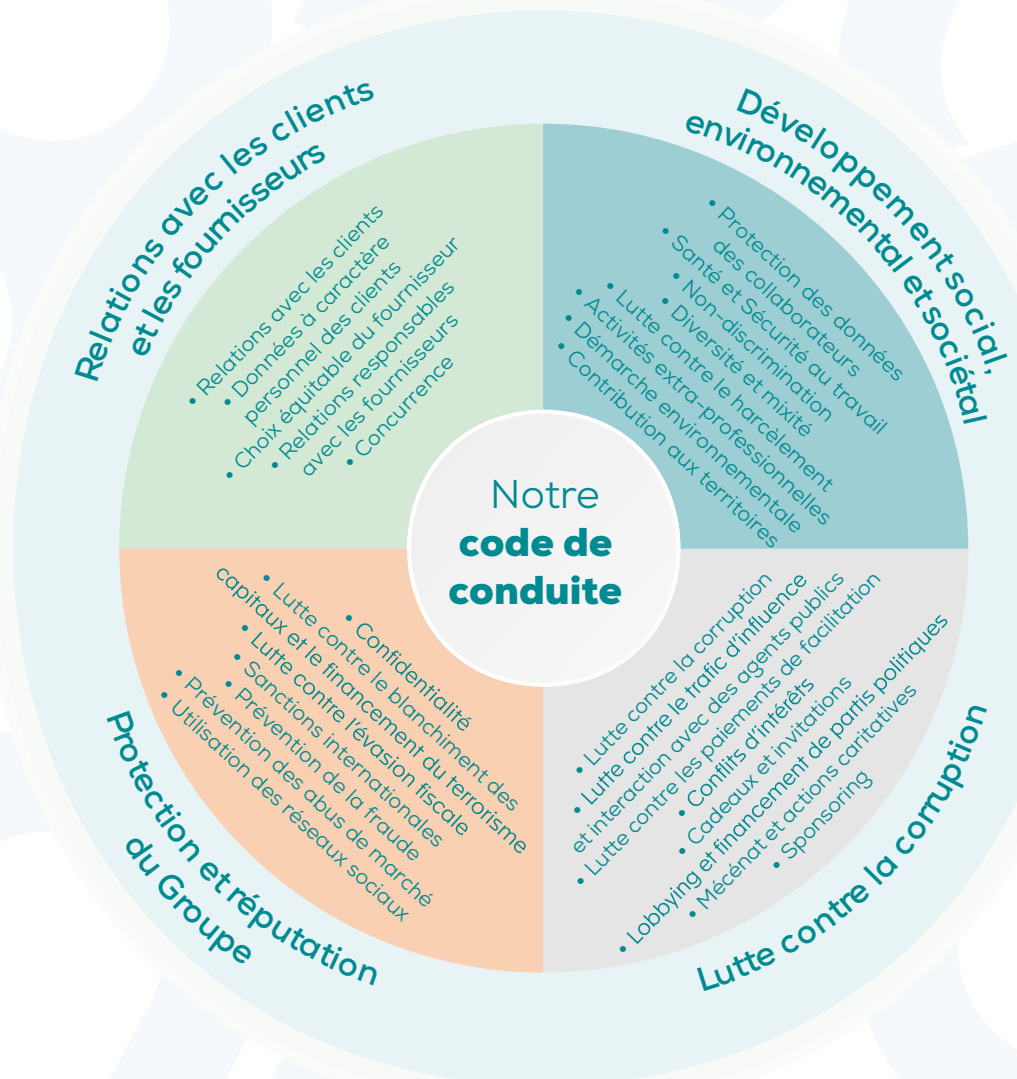 Notre
code de
conduite
Relations avec les clients
et les fournisseurs
• Relations avec les clients
• Données à caractère
personnel des clients
• Choix équitable du fournisseur
• Relations responsables
avec les fournisseurs
• Concurrence
Développement social,
environnemental et sociétal
• Protection des données
des collaborateurs
• Santé et Sécurité au travail
• Non-discrimination
• Diversité et mixité
• Lutte contre le harcèlement
• Activités extra-professionnelles
• Démarche environnementale
• Contribution aux territoires
Lutte contre la corruption
• Lutte contre la corruption
• Lutte contre le trafic d'influence
et interaction avec des agents publics
• Lutte contre les paiements de facilitation
• Conflits d'intérêts
• Cadeaux et invitations
• Lobbying et financement de partis politiques
• Mécénat et actions caritatives
• Sponsoring
Protection et réputation
du Groupe
• Confidentialité
• Lutte contre le blanchiment des
capitaux et le financement du terrorisme
• Lutte contre l'évasion fiscale
• Sanctions internationales
• Prévention de la fraude
• Prévention des abus de marché
• Utilisation des réseaux sociaux